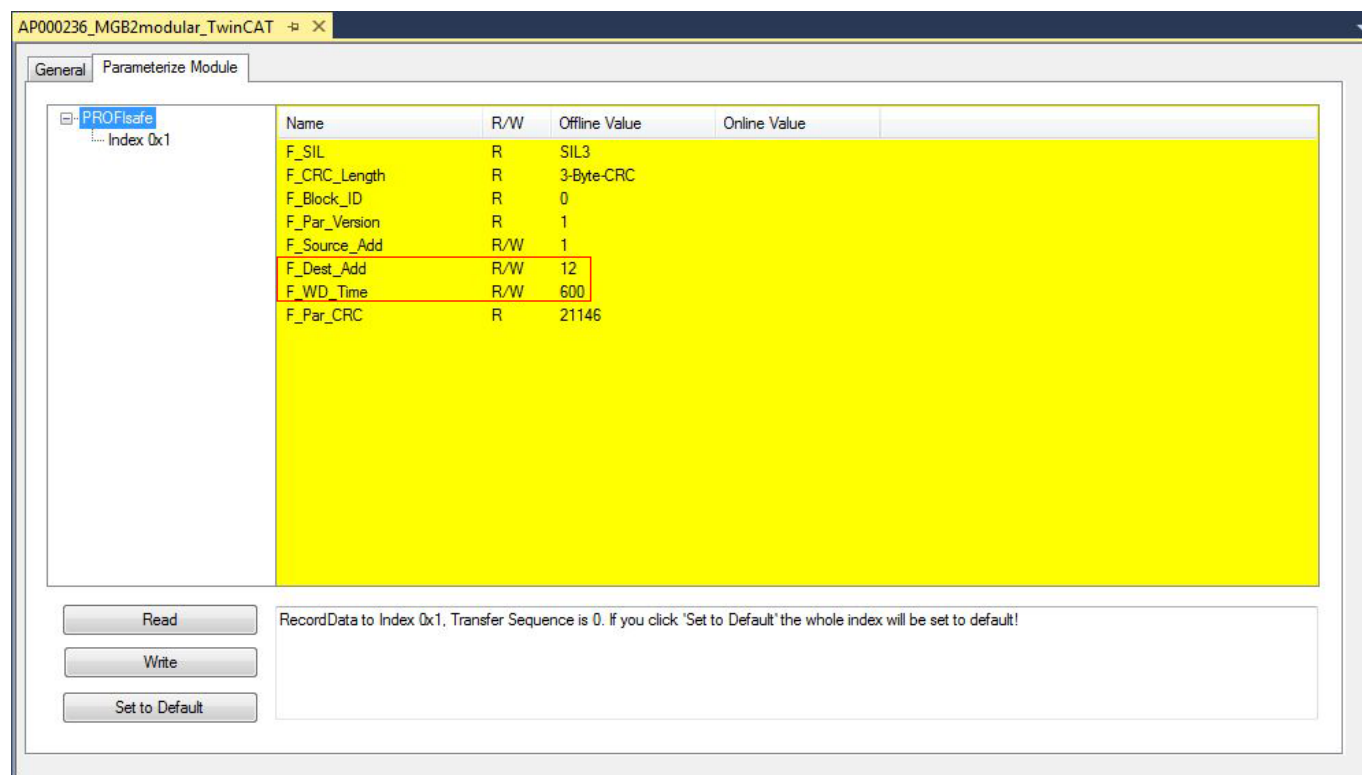 AP000236_MGB2modular_TwinCAT
General Parameterize Module
PROFIsafe
Index 0x1
Name R/W Offline Value Online Value
F_SIL R SIL3
F_CRC_Length R 3-Byte-CRC
F_Block_ID R 0
F_Par_Version R 1
F_Source_Add R/W 1
F_Dest_Add R/W 12
F_WD_Time R/W 600
F_Par_CRC R 21146
Read
Write
Set to Default
RecordData to Index 0x1, Transfer Sequence is 0. If you click 'Set to Default' the whole index will be set to default!